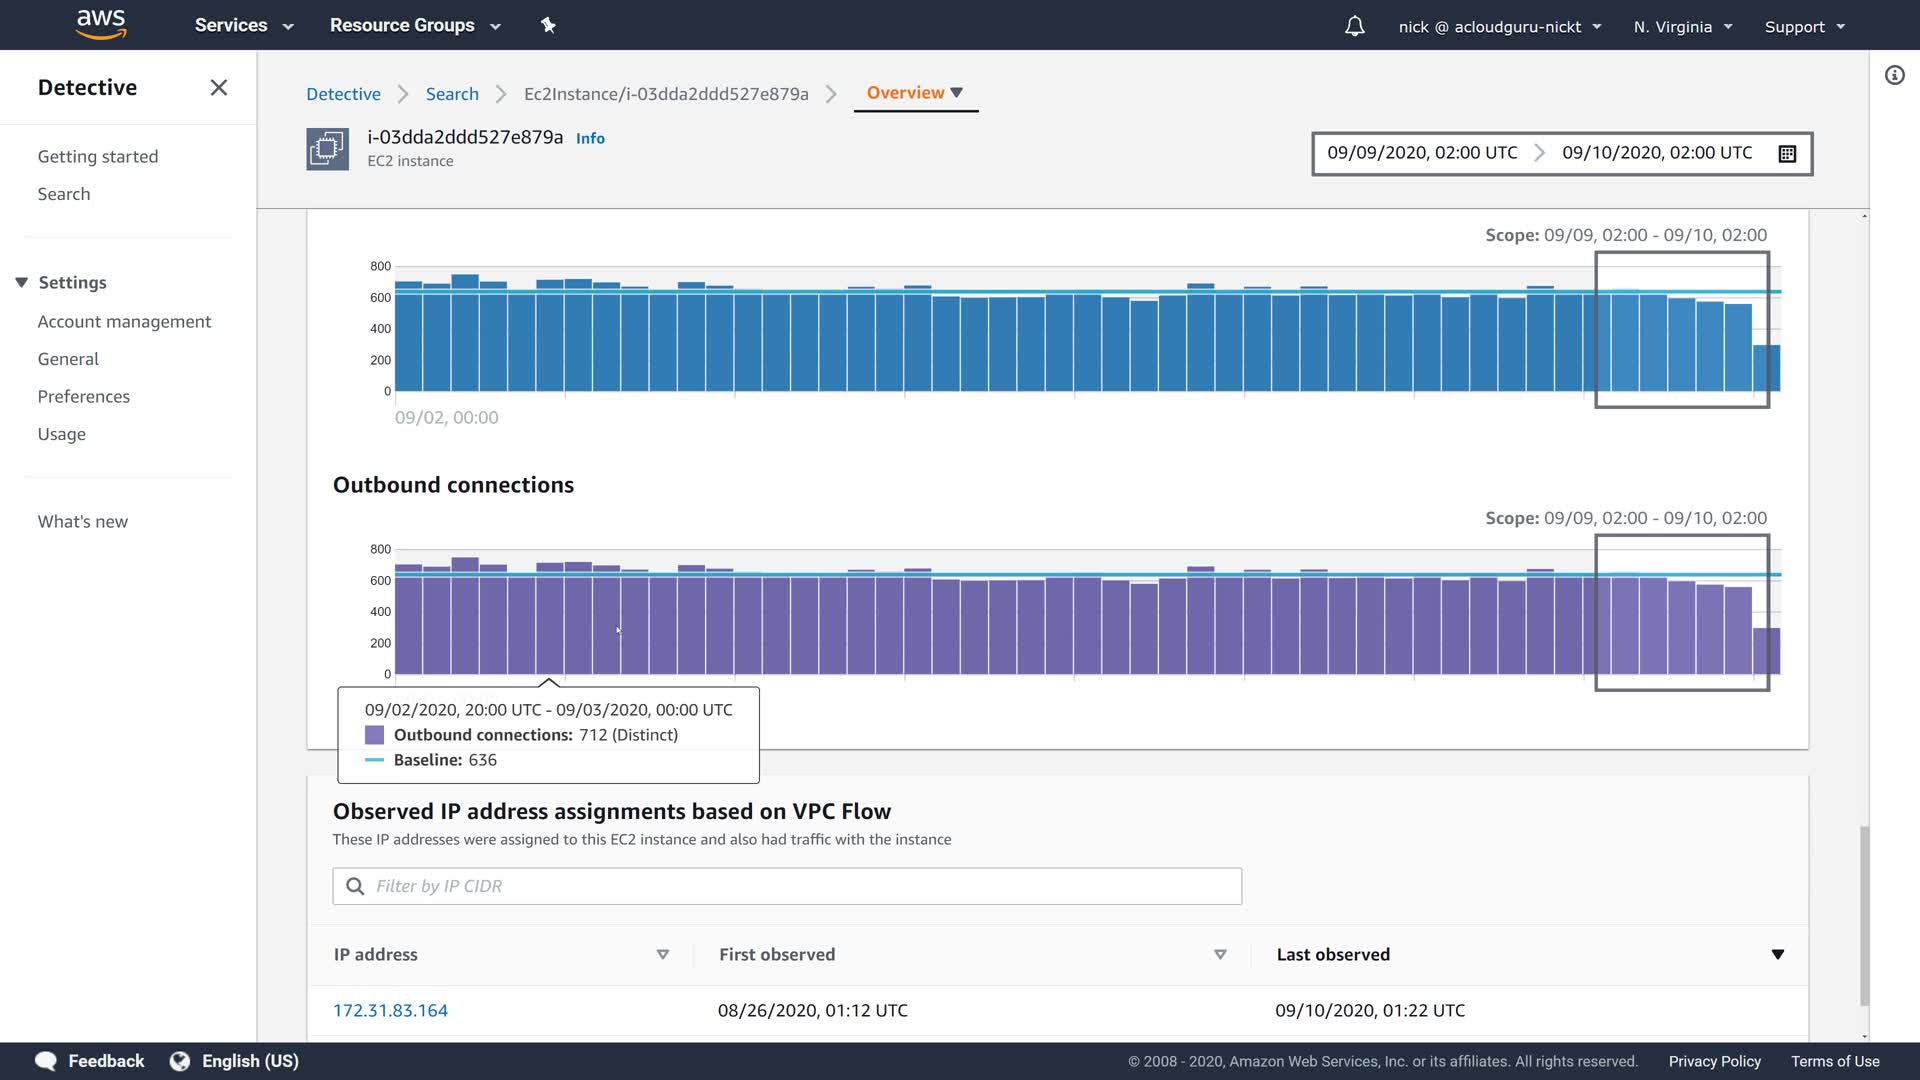 aws Services Resource Groups nick @ acloudguru-nickt N. Virginia Support
Detective
Getting started
Search
Settings
Account management
General
Preferences
Usage
What's new
Detective Search Ec2Instance/i-03dda2ddd527e879a Overview
i-03dda2ddd527e879a Info
EC2 instance
09/09/2020, 02:00 UTC 09/10/2020, 02:00 UTC
Scope: 09/09, 02:00 - 09/10, 02:00
800
600
400
200
0
09/02, 00:00
Outbound connections
Scope: 09/09, 02:00 - 09/10, 02:00
800
600
400
200
0
09/02/2020, 20:00 UTC - 09/03/2020, 00:00 UTC
Outbound connections: 712 (Distinct)
Baseline: 636
Observed IP address assignments based on VPC Flow
These IP addresses were assigned to this EC2 instance and also had traffic with the instance
Filter by IP CIDR
IP address First observed Last observed
172.31.83.164 08/26/2020, 01:12 UTC 09/10/2020, 01:22 UTC
Feedback English (US) © 2008 - 2020, Amazon Web Services, Inc. or its affiliates. All rights reserved. Privacy Policy Terms of Use